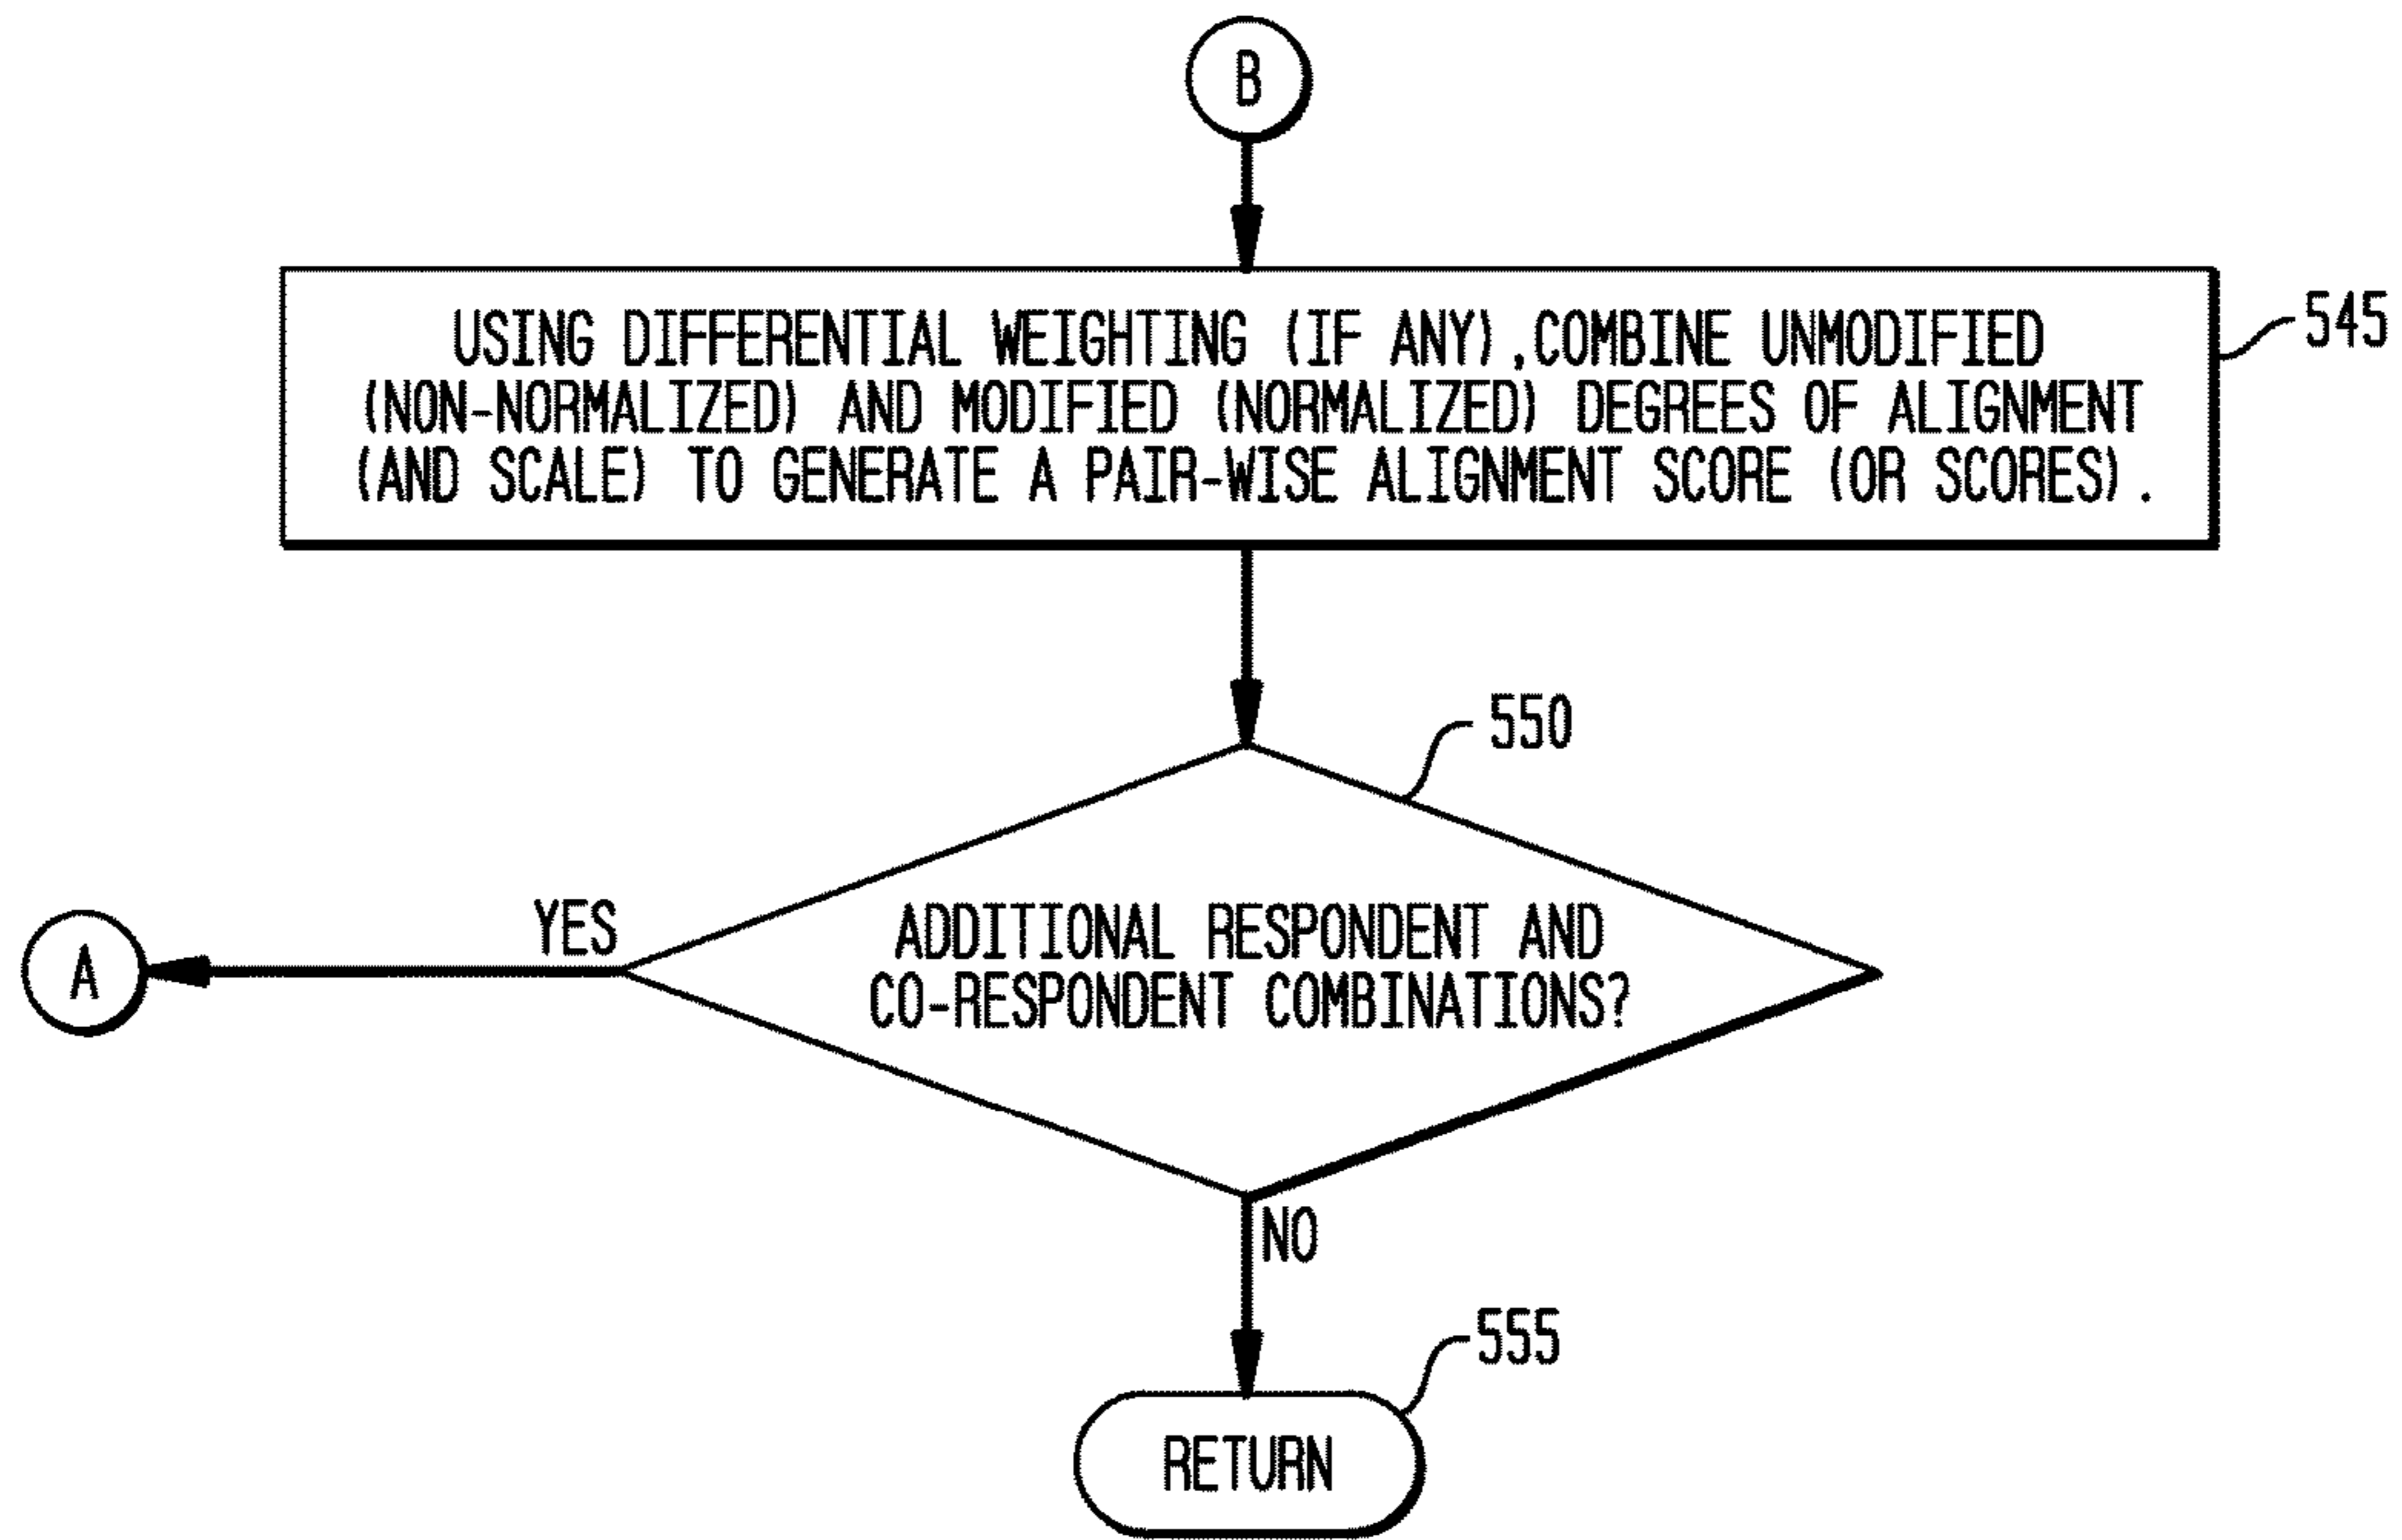 B
USING DIFFERENTIAL WEIGHTING (IF ANY),COMBINE UNMODIFIED
(NON-NORMALIZED) AND MODIFIED (NORMALIZED) DEGREES OF ALIGNMENT
(AND SCALE) TO GENERATE A PAIR-WISE ALIGNMENT SCORE (OR SCORES).
545
550
YES
A
ADDITIONAL RESPONDENT AND
CO-RESPONDENT COMBINATIONS?
NO
555
RETURN